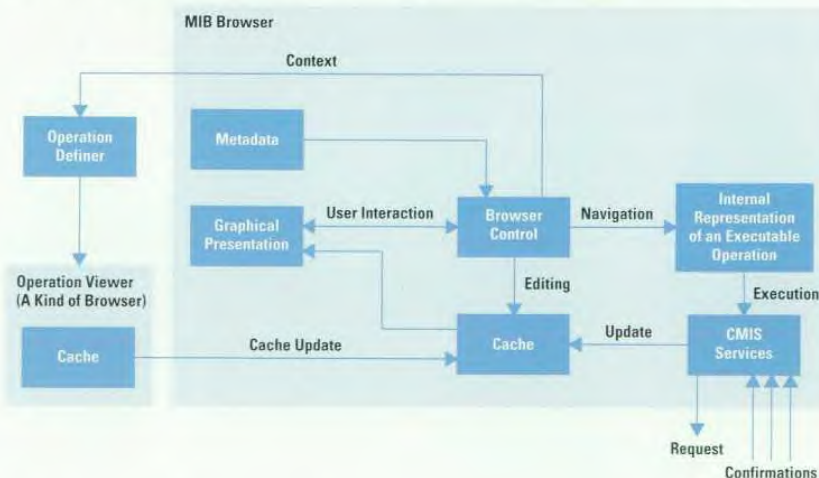 MIB Browser
Context
Operation
Definer
Metadata
Graphical
Presentation
User Interaction
Browser
Control
Navigation
Internal
Representation
of an Executable
Operation
Editing
Execution
Operation Viewer
(A Kind of Browser)
Cache
Cache Update
Cache
Update
CMIS
Services
Request
Confirmations